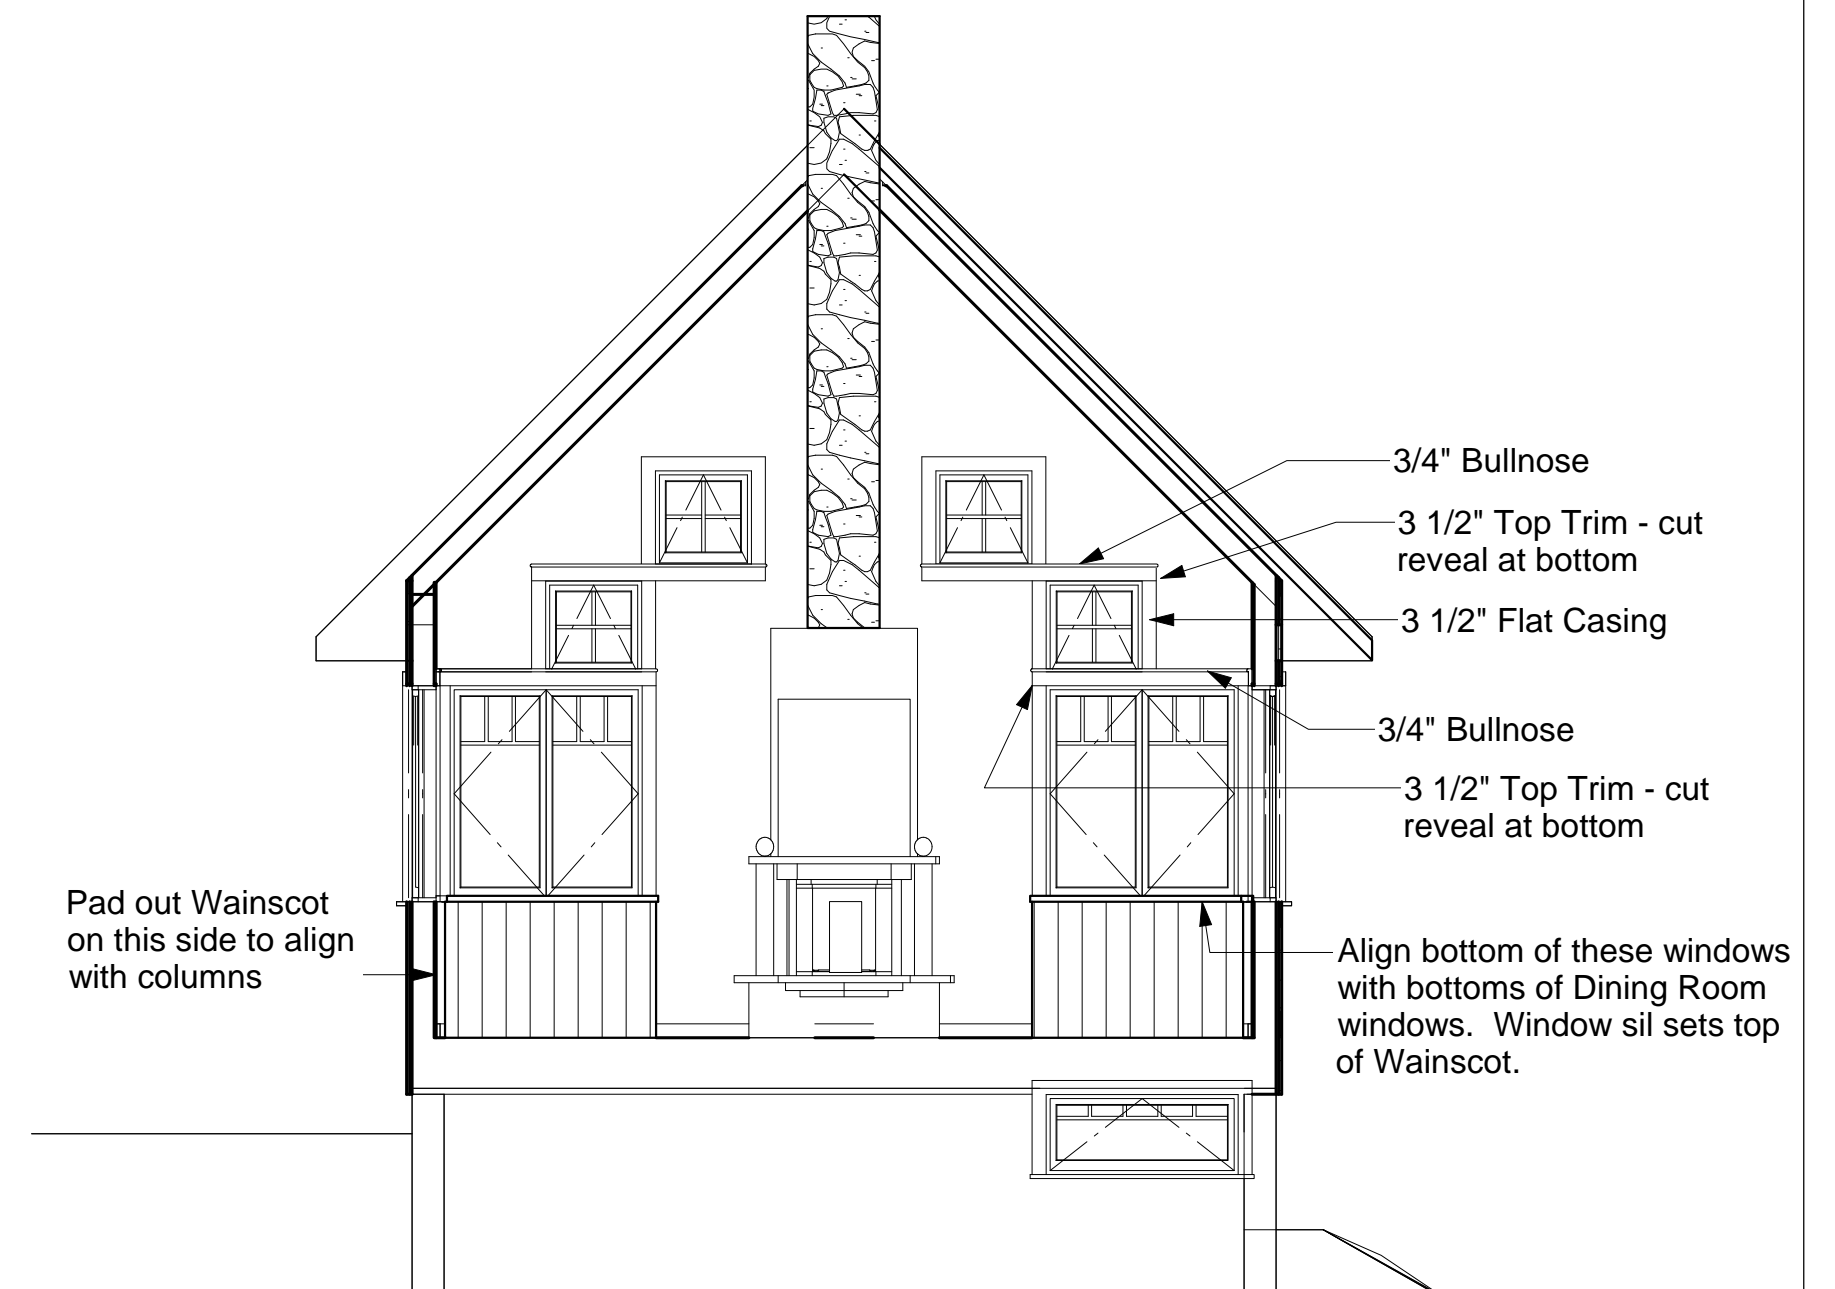 3/4" Bullnose
3 1/2" Top Trim - cut
reveal at bottom
3 1/2" Flat Casing
3/4" Bullnose
3 1/2" Top Trim - cut
reveal at bottom
Pad out Wainscot
on this side to align
with columns
Align bottom of these windows
with bottoms of Dining Room
windows.  Window sil sets top
of Wainscot.